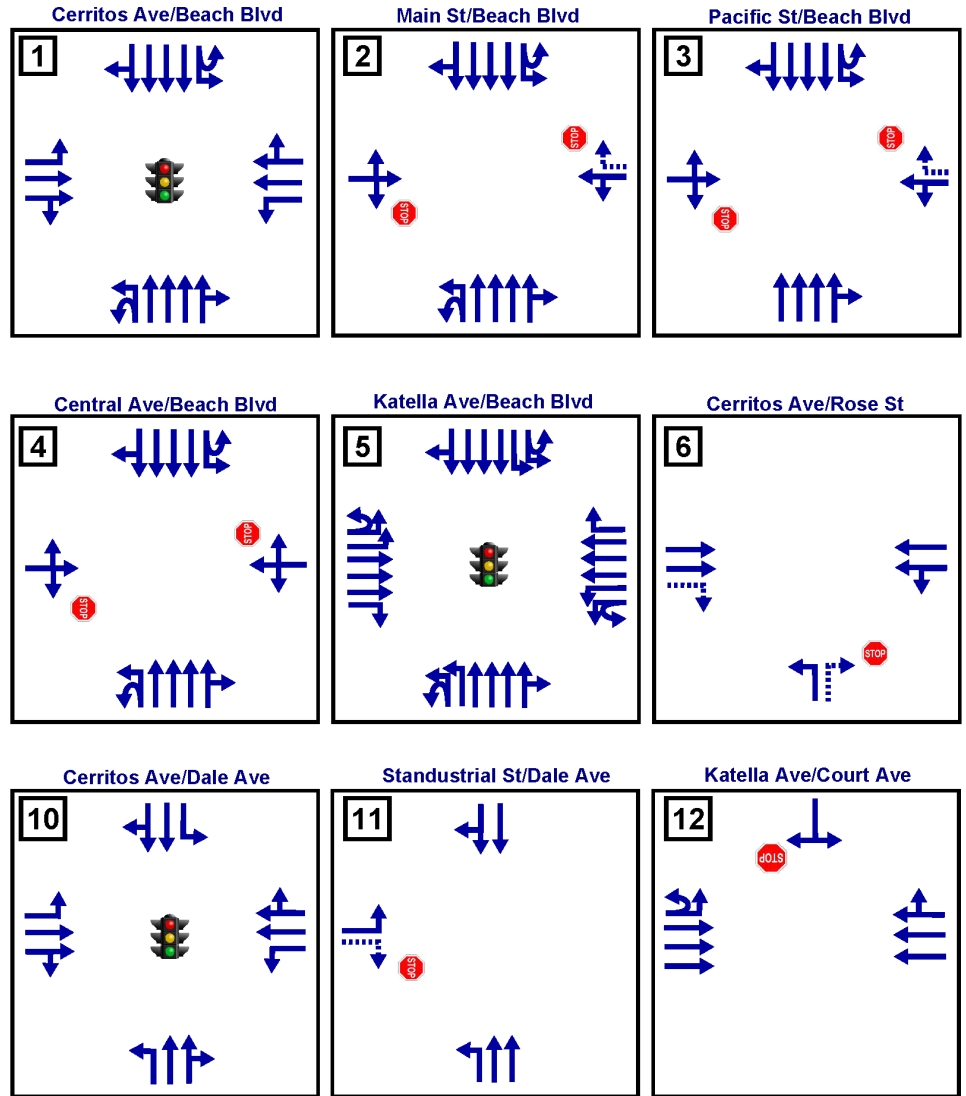 Cerritos Ave/Beach Blvd
Main St/Beach Blvd
Pacific St/Beach Blvd
1
2
3
STOP
STOP
STOP
STOP
Central Ave/Beach Blvd
Katella Ave/Beach Blvd
Cerritos Ave/Rose St
4
5
6
STOP
STOP
STOP
Cerritos Ave/Dale Ave
Standustrial St/Dale Ave
Katella Ave/Court Ave
10
11
12
STOP
STOP